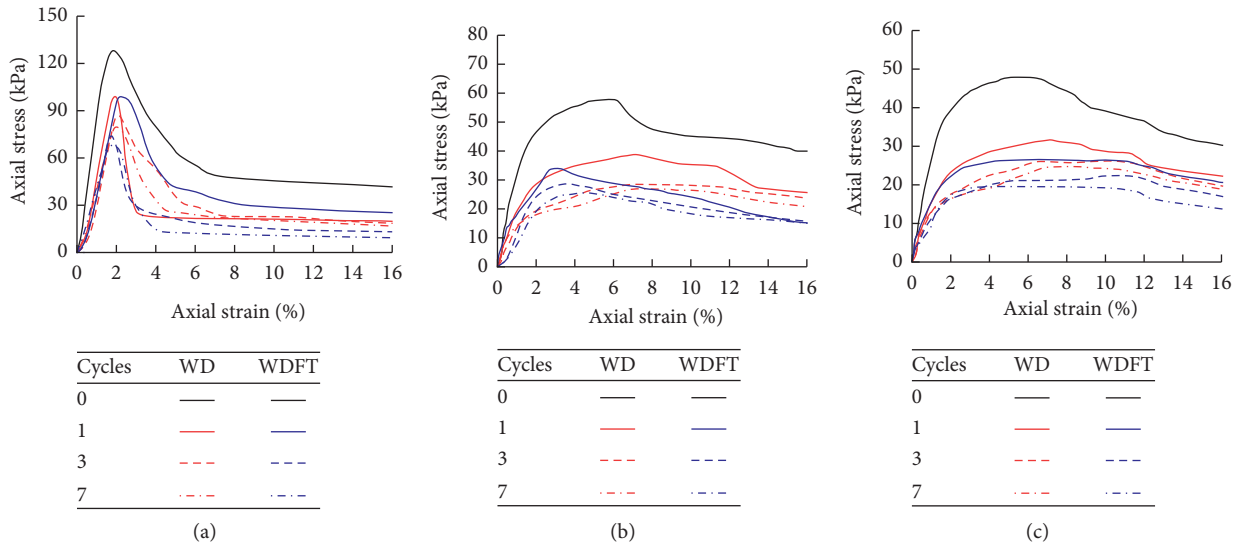 Axial stress (kPa)
150
120
90
60
30
0
0 2 4 6 8 10 12 14 16
Axial strain (%)
Cycles WD WDFT
0
1
3
7
(a)
Axial stress (kPa)
80
70
60
50
40
30
20
10
0
0 2 4 6 8 10 12 14 16
Axial strain (%)
Cycles WD WDFT
0
1
3
7
(b)
Axial stress (kPa)
60
50
40
30
20
10
0
0 2 4 6 8 10 12 14 16
Axial strain (%)
Cycles WD WDFT
0
1
3
7
(c)